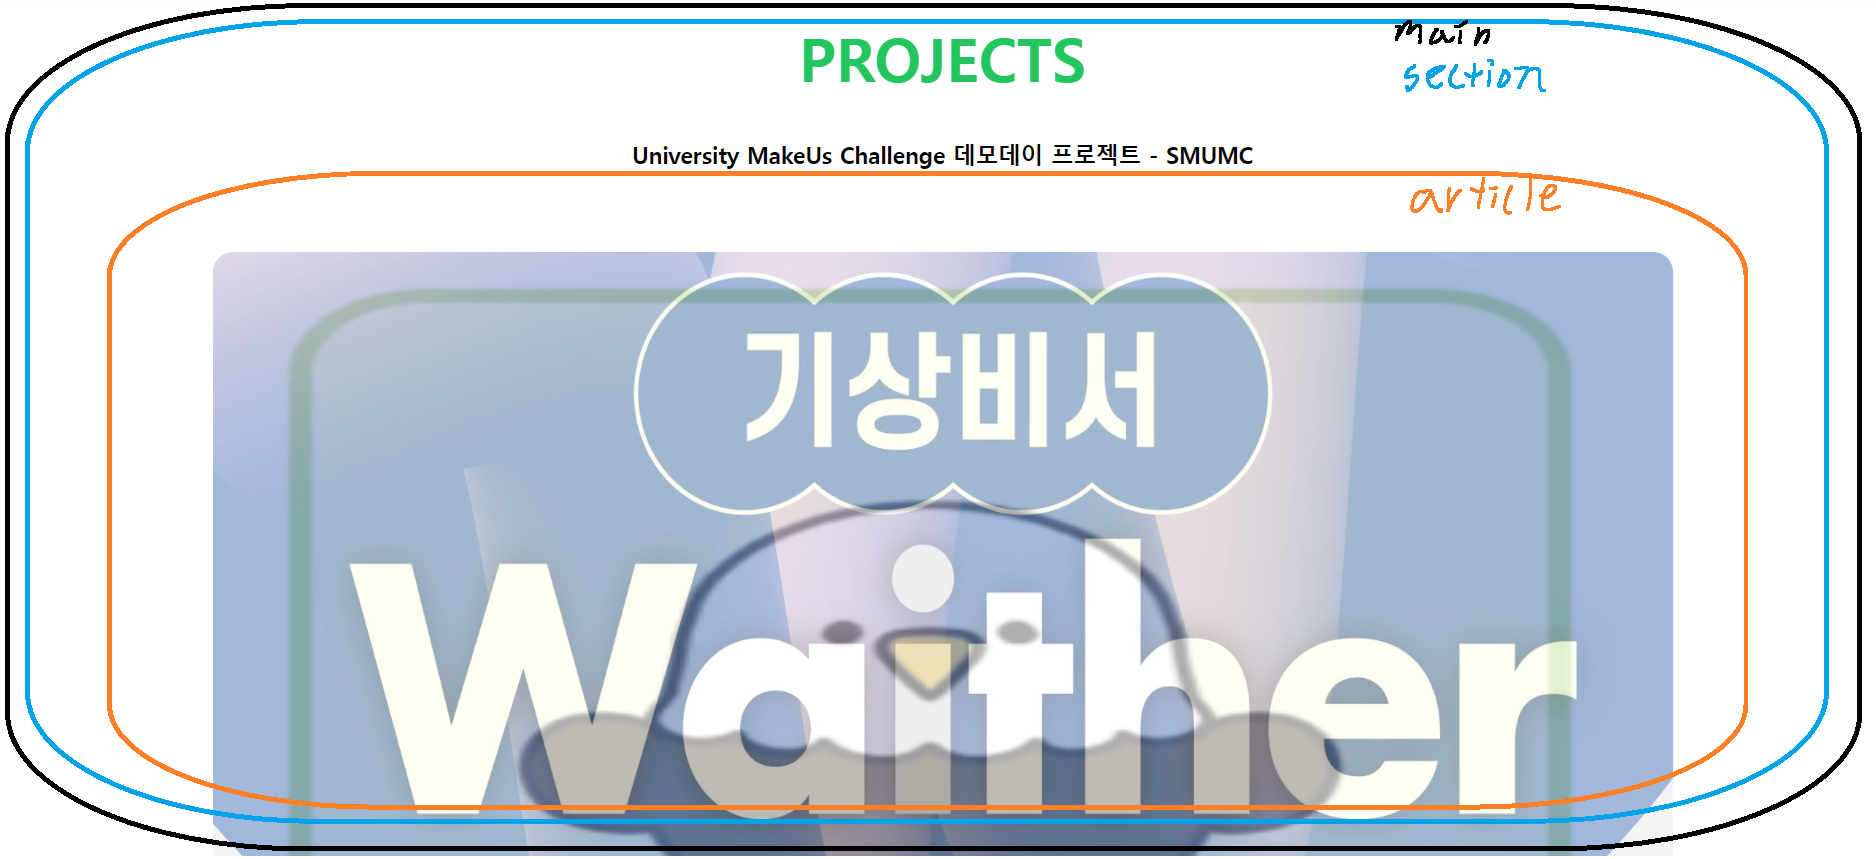 main
PROJECTS
section
University MakeUs Challenge 데모데이 프로젝트 - SMUMC
article
기상비서
Waither